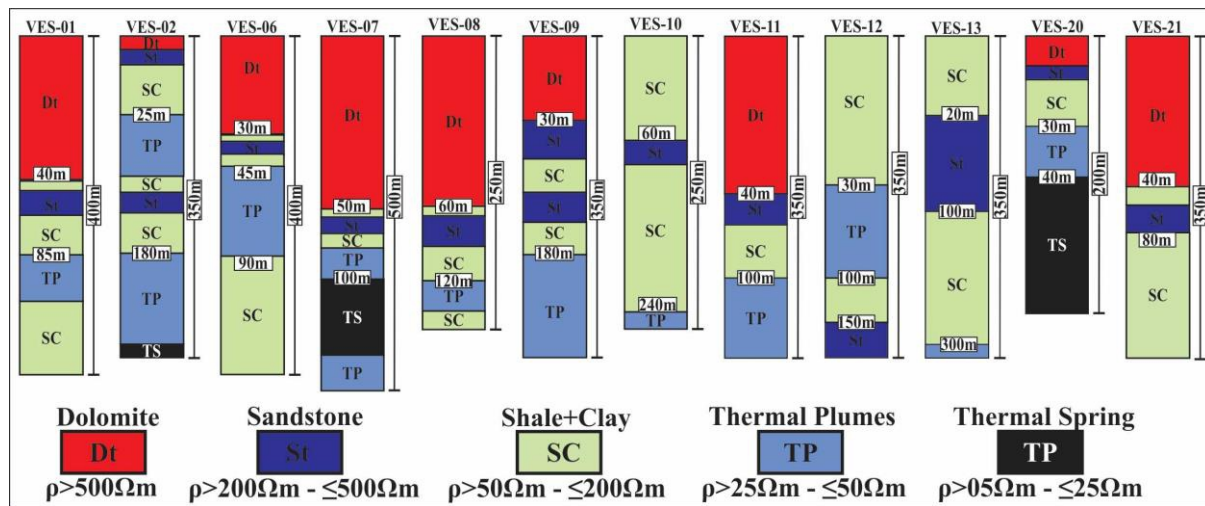 VES-01 VES-02 VES-06 VES-07 VES-08 VES-09 VES-10 VES-11 VES-12 VES-13 VES-20 VES-21
Dt
40m
SC
85m
TP
SC
St
400m
Dt
St
SC
25m
TP
SC
St
SC
180m
TP
TS
350m
Dt
30m
St
45m
TP
90m
SC
400m
Dt
50m
St
SC
TP
100m
TS
TP
500m
Dt
60m
St
SC
120m
TP
SC
250m
Dt
30m
St
SC
St
SC
180m
TP
350m
SC
60m
St
SC
240m
TP
250m
Dt
40m
St
SC
100m
TP
350m
SC
30m
TP
100m
150m
St
350m
SC
20m
St
100m
SC
300m
350m
Dt
St
SC
30m
TP
40m
TS
200m
Dt
40m
St
80m
SC
350m
Dolomite Sandstone Shale+Clay Thermal Plumes Thermal Spring
Dt St SC TP TP
ρ>500Ωm ρ>200Ωm - ≤500Ωm ρ>50Ωm - ≤200Ωm ρ>25Ωm - ≤50Ωm ρ>05Ωm - ≤25Ωm